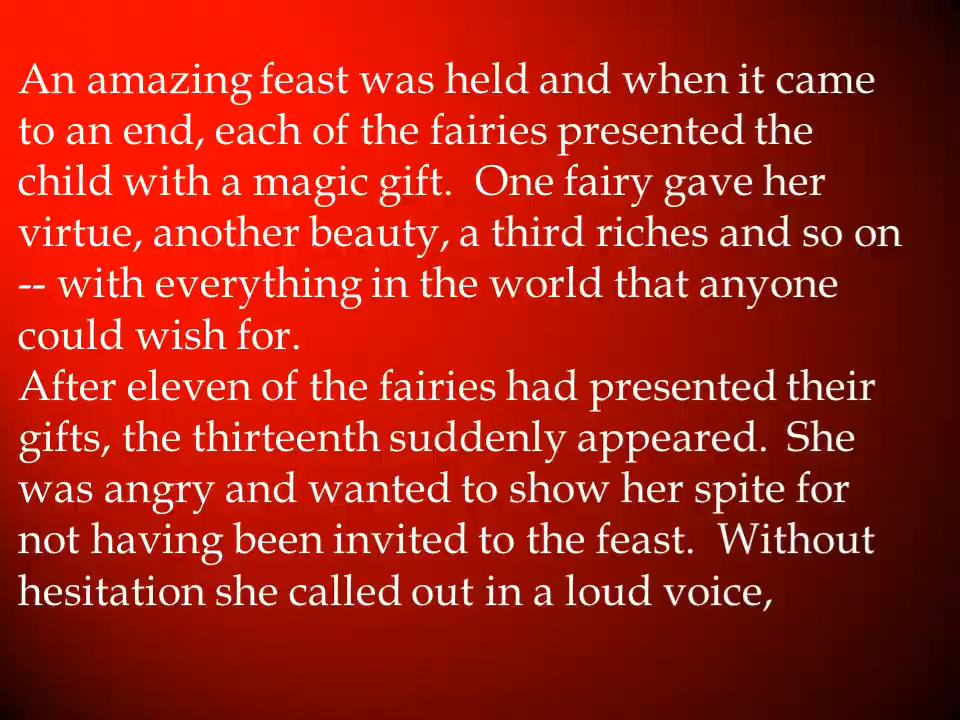 An amazing feast was held and when it came
to an end, each of the fairies presented the
child with a magic gift.  One fairy gave her
virtue, another beauty, a third riches and so on
-- with everything in the world that anyone
could wish for.
After eleven of the fairies had presented their
gifts, the thirteenth suddenly appeared.  She
was angry and wanted to show her spite for
not having been invited to the feast.  Without
hesitation she called out in a loud voice,